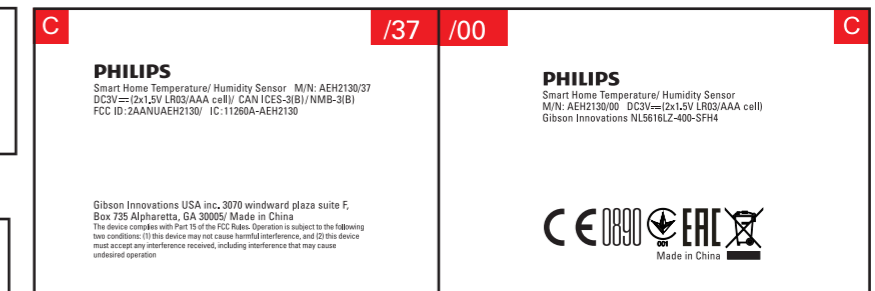 C
/37
PHILIPS
Smart Home Temperature/ Humidity Sensor M/N: AEH2130/37
DC3V⎓(2x1.5V LR03/AAA cell)/ CAN ICES-3(B)/NMB-3(B)
FCC ID:2AANUAEH2130/ IC:11260A-AEH2130
Gibson Innovations USA inc. 3070 windward plaza suite F,
Box 735 Alpharetta, GA 30005/ Made in China
The device complies with Part 15 of the FCC Rules. Operation is subject to the following
two conditions: (1) this device may not cause harmful interference, and (2) this device
must accept any interference received, including interference that may cause
undesired operation
/00
C
PHILIPS
Smart Home Temperature/ Humidity Sensor
M/N: AEH2130/00 DC3V⎓(2x1.5V LR03/AAA cell)
Gibson Innovations NL5616LZ-400-SFH4
CE 0890 001 EAC
Made in China